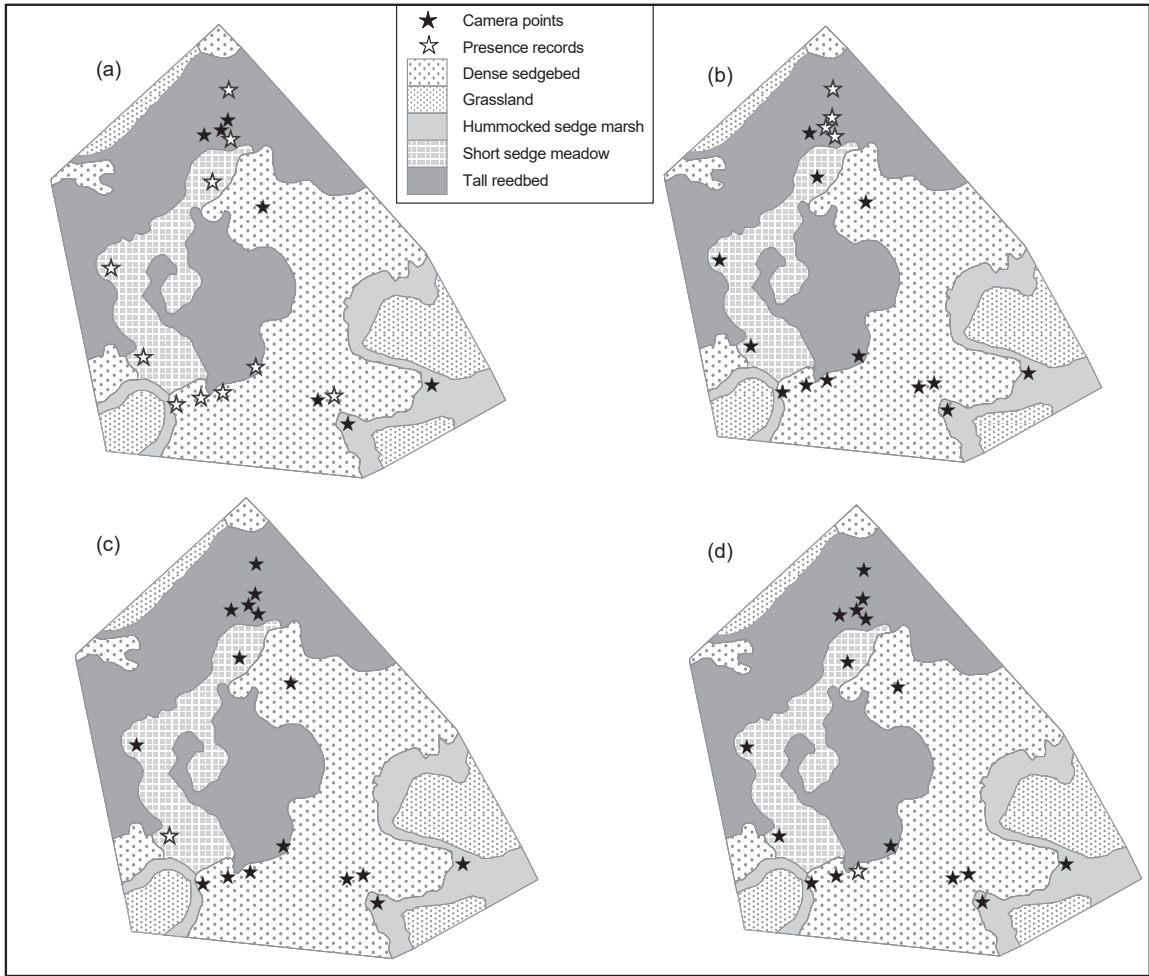 (a)
Camera points
Presence records
Dense sedgebed
Grassland
Hummocked sedge marsh
Short sedge meadow
Tall reedbed
(b)
(c)
(d)